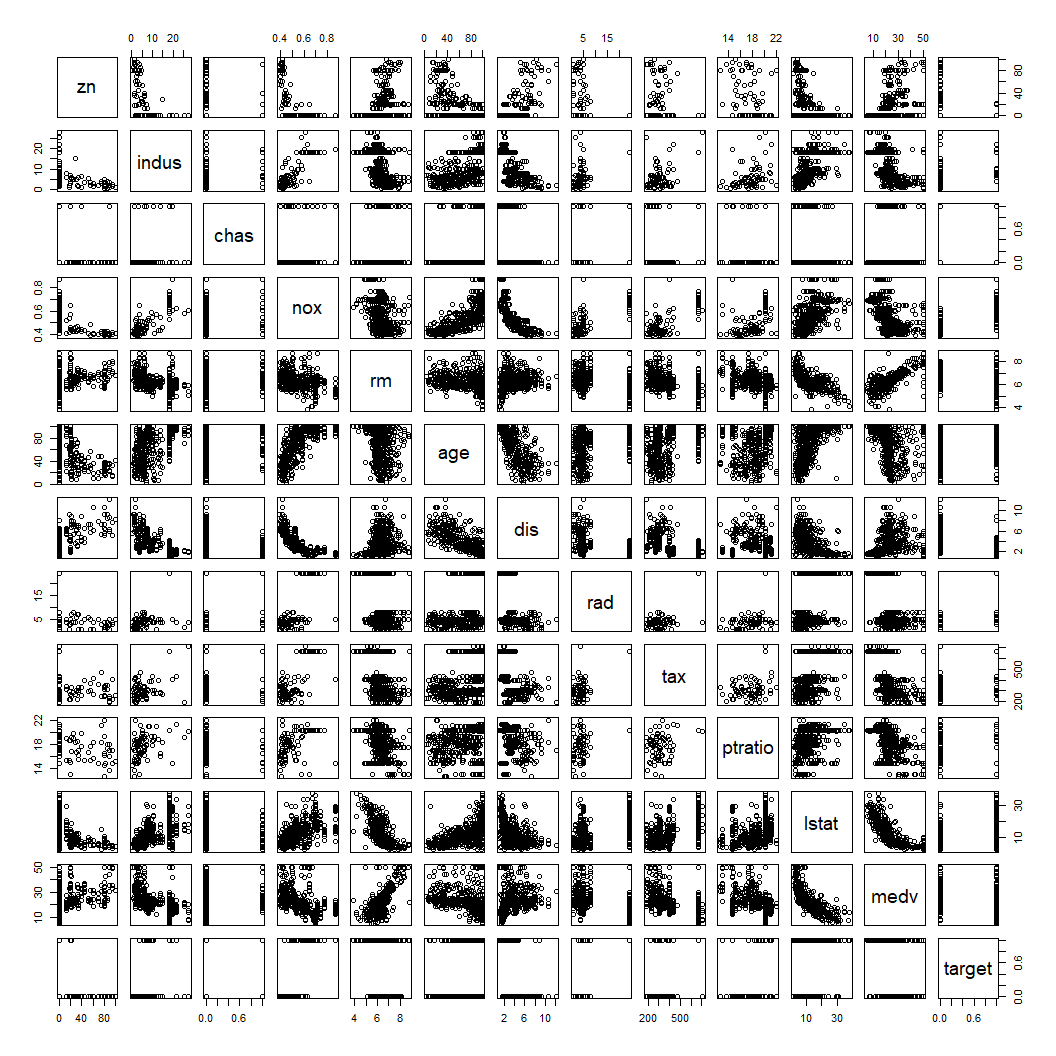 0 10 20 0.4 0.6 0.8 0 40 80 5 15 14 18 22 10 30 50
zn 0 40 80
0 10 20 indus
chas 0.0 0.6
0.4 0.6 0.8 nox
rm 4 6 8
0 40 80 age
dis 2 6 10
5 15 rad
tax 200 500
14 18 22 ptratio
lstat 10 30
10 30 50 medv
target 0.0 0.6
0 40 80 0.0 0.6 4 6 8 2 6 10 200 500 10 30 0.0 0.6